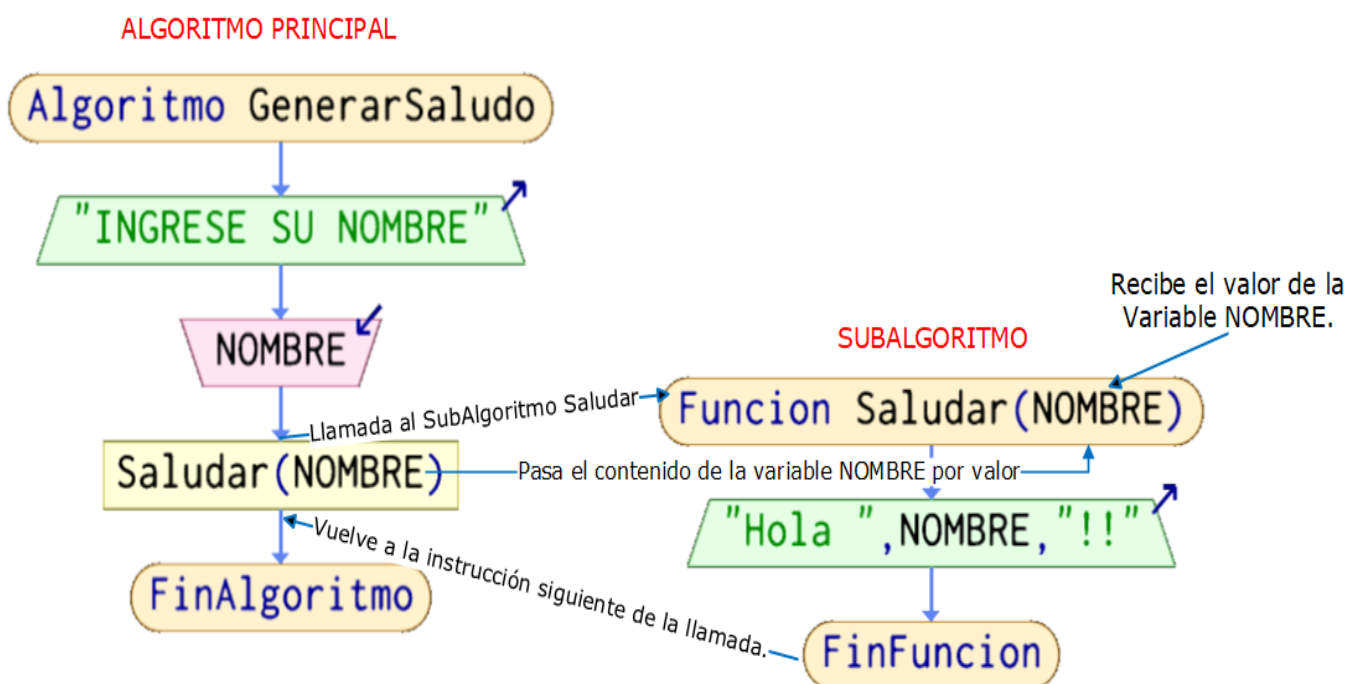 ALGORITMO PRINCIPAL
Algoritmo GenerarSaludo
"INGRESE SU NOMBRE"
NOMBRE
Llamada al SubAlgoritmo Saludar
Saludar(NOMBRE)
Pasa el contenido de la variable NOMBRE por valor
Vuelve a la instrucción siguiente de la llamada.
FinAlgoritmo
Recibe el valor de la
Variable NOMBRE.
SUBALGORITMO
Funcion Saludar(NOMBRE)
"Hola ",NOMBRE,"!!"
FinFuncion